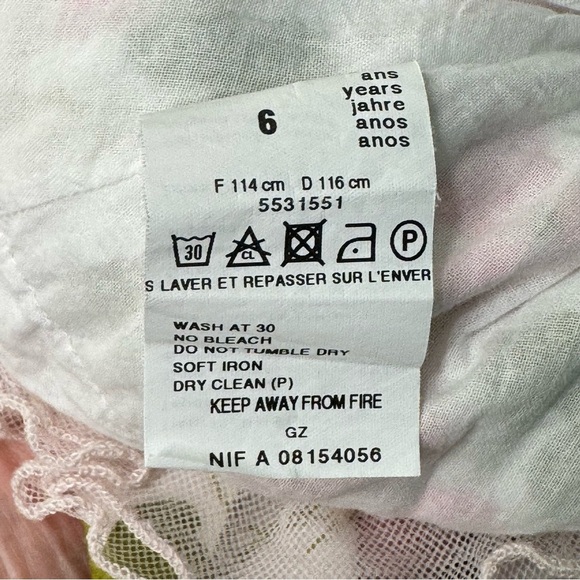 ans
years
jahre
anos
anos
6
F 114 cm D 116 cm
5531551
30 CL P
S LAVER ET REPASSER SUR L'ENVER
WASH AT 30
NO BLEACH
DO NOT TUMBLE DRY
SOFT IRON
DRY CLEAN (P)
KEEP AWAY FROM FIRE
GZ
NIF A 08154056